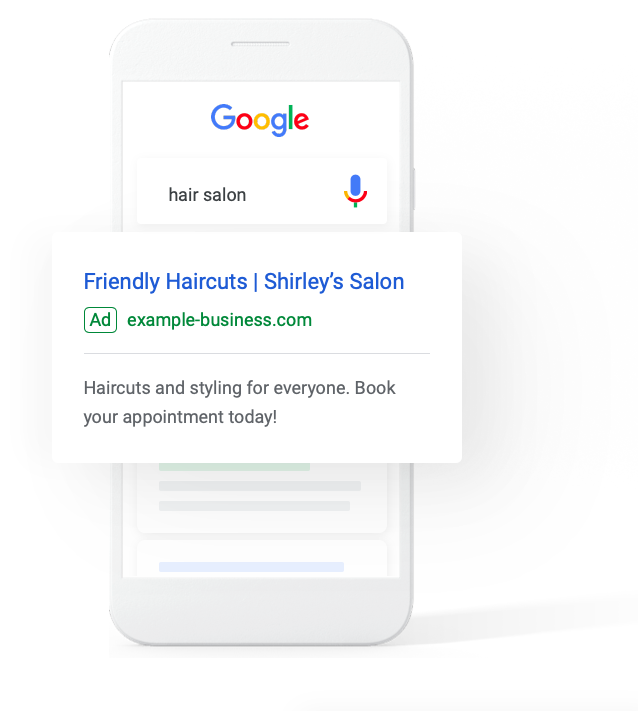 Google
hair salon
Friendly Haircuts | Shirley’s Salon
Ad example-business.com
Haircuts and styling for everyone. Book
your appointment today!